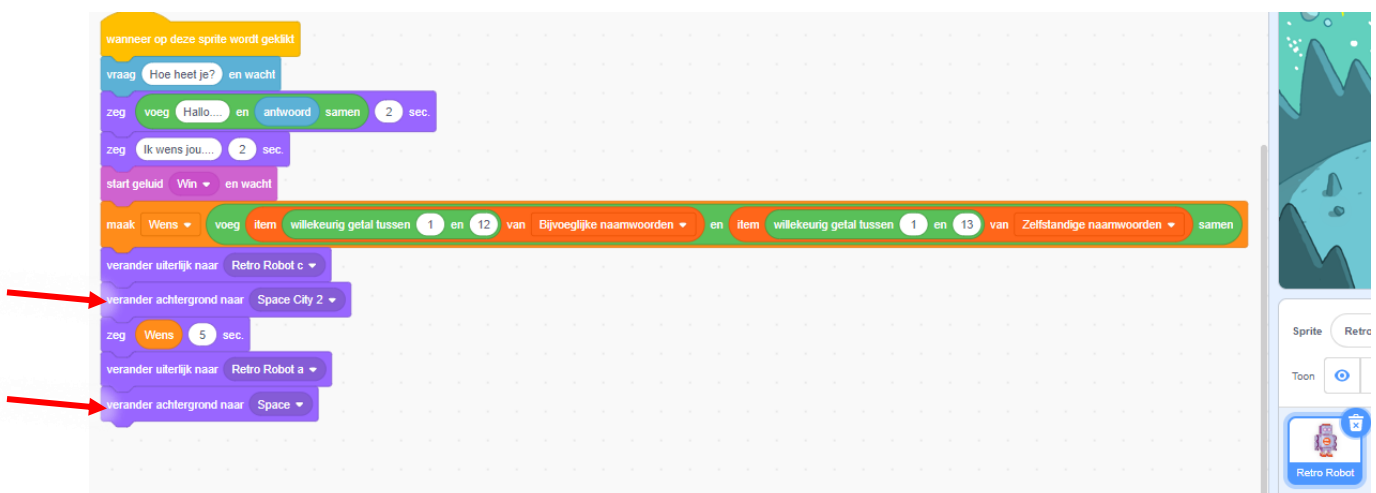 wanneer op deze sprite wordt geklikt
vraag Hoe heet je? en wacht
zeg voeg Hallo.... en antwoord samen 2 sec.
zeg Ik wens jou.... 2 sec.
start geluid Win en wacht
maak Wens voeg item willekeurig getal tussen 1 en 12 van Bijvoeglijke naamwoorden en item willekeurig getal tussen 1 en 13 van Zelfstandige naamwoorden samen
verander uiterlijk naar Retro Robot c
verander achtergrond naar Space City 2
zeg Wens 5 sec.
verander uiterlijk naar Retro Robot a
verander achtergrond naar Space
Sprite Retro
Toon
Retro Robot